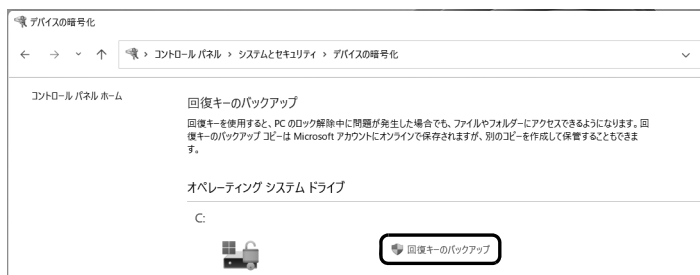 デバイスの暗号化
コントロール パネル › システムとセキュリティ › デバイスの暗号化
コントロール パネル ホーム
回復キーのバックアップ
回復キーを使用すると、PC のロック解除中に問題が発生した場合でも、ファイルやフォルダーにアクセスできるようになります。回
復キーのバックアップ コピーは Microsoft アカウントにオンラインで保存されますが、別のコピーを作成して保管することもできま
す。
オペレーティング システム ドライブ
C:
回復キーのバックアップ